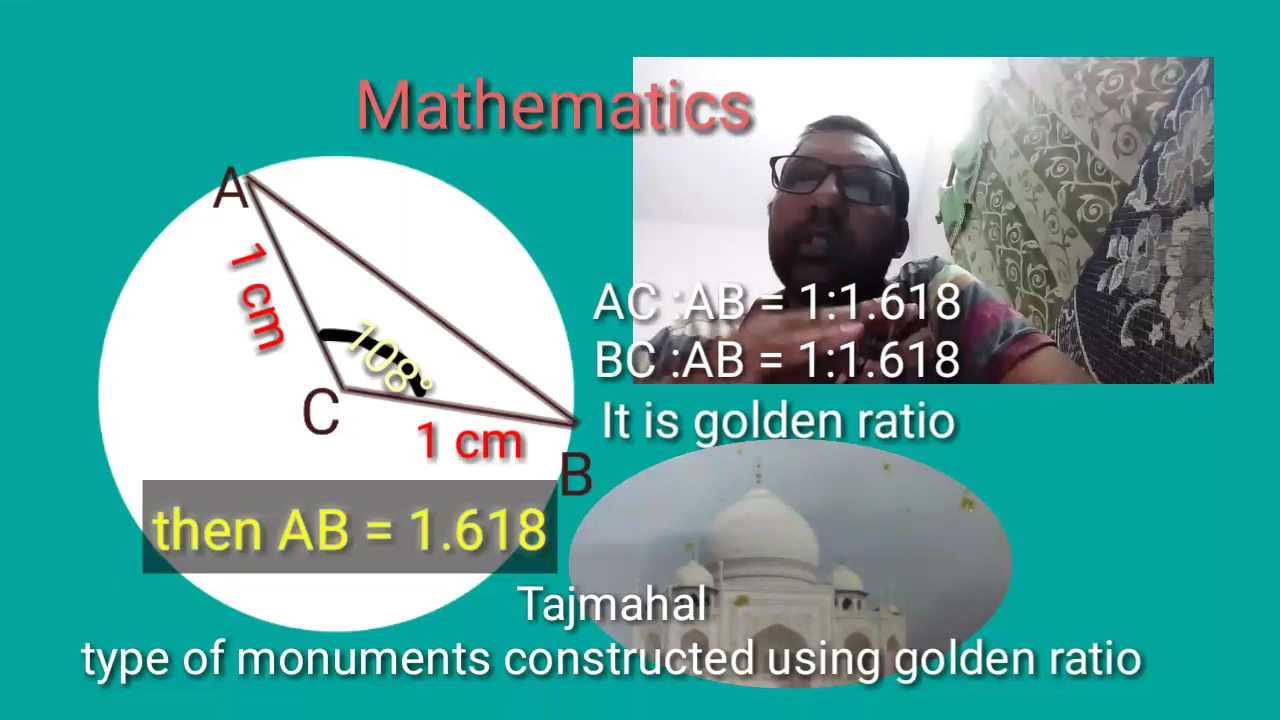 Mathematics
A
1 cm
108°
C
1 cm
B
then AB = 1.618
AC :AB = 1:1.618
BC :AB = 1:1.618
It is golden ratio
Tajmahal
type of monuments constructed using golden ratio